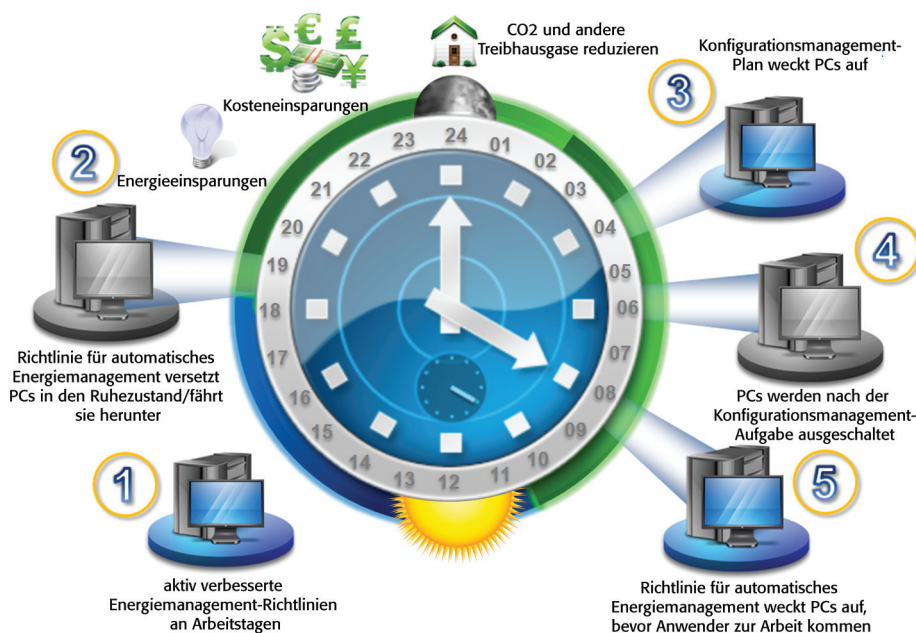 CO2 und andere
Treibhausgase reduzieren
$ € £ ¥
Kosteneinsparungen
Energieeinsparungen
Konfigurationsmanagement-
Plan weckt PCs auf
3
2
Richtlinie für automatisches
Energiemanagement versetzt
PCs in den Ruhezustand/fährt
sie herunter
4
PCs werden nach der
Konfigurationsmanagement-
Aufgabe ausgeschaltet
1
aktiv verbesserte
Energiemanagement-Richtlinien
an Arbeitstagen
5
Richtlinie für automatisches
Energiemanagement weckt PCs auf,
bevor Anwender zur Arbeit kommen
24
01
02
03
04
05
06
07
08
09
10
11
12
13
14
15
16
17
18
19
20
21
22
23